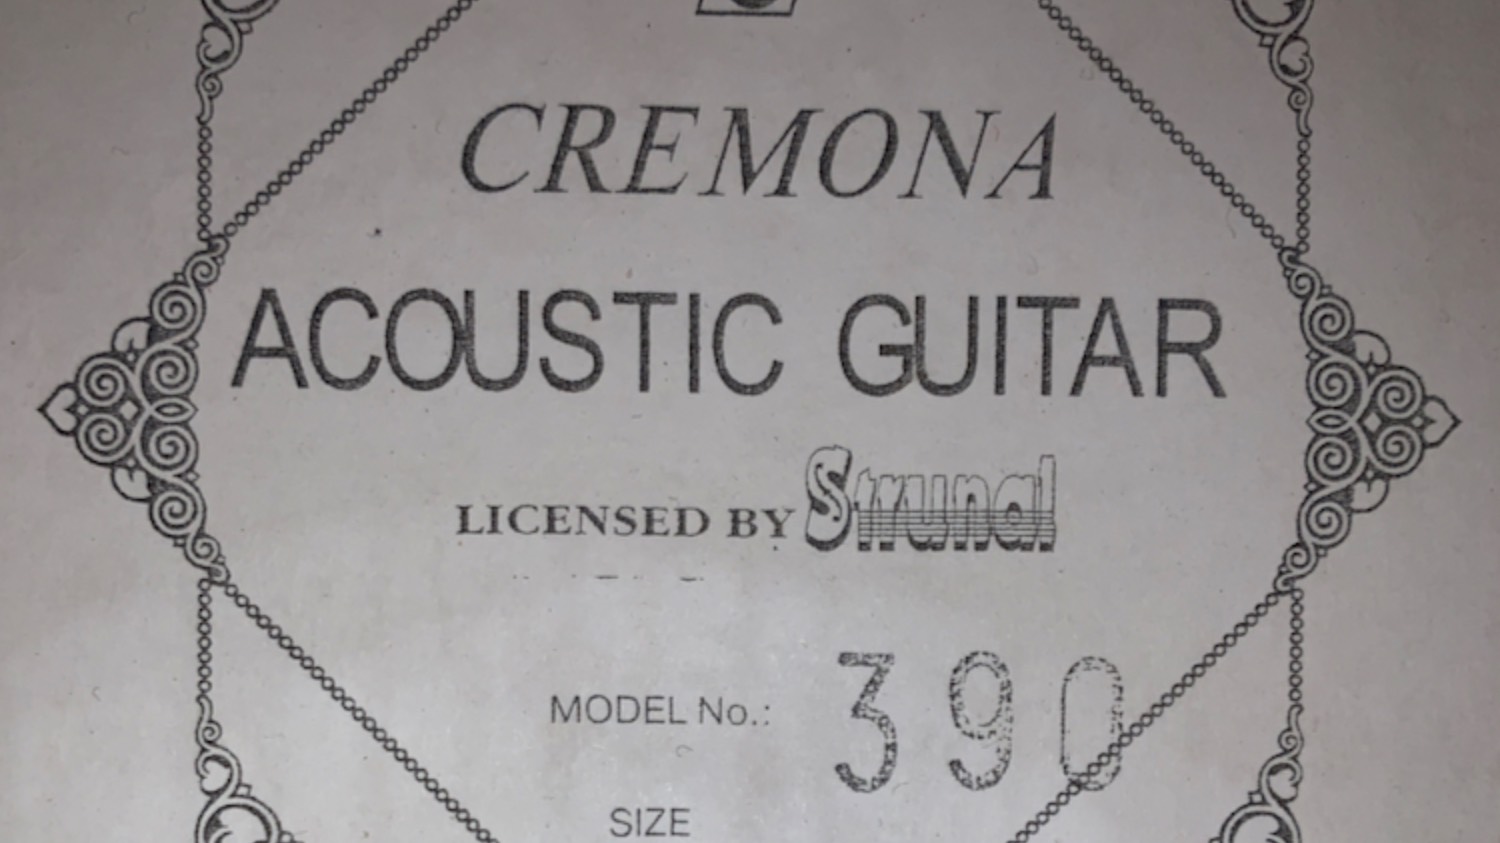 CREMONA
ACOUSTIC GUITAR
LICENSED BY Strunal
MODEL No.: 390
SIZE